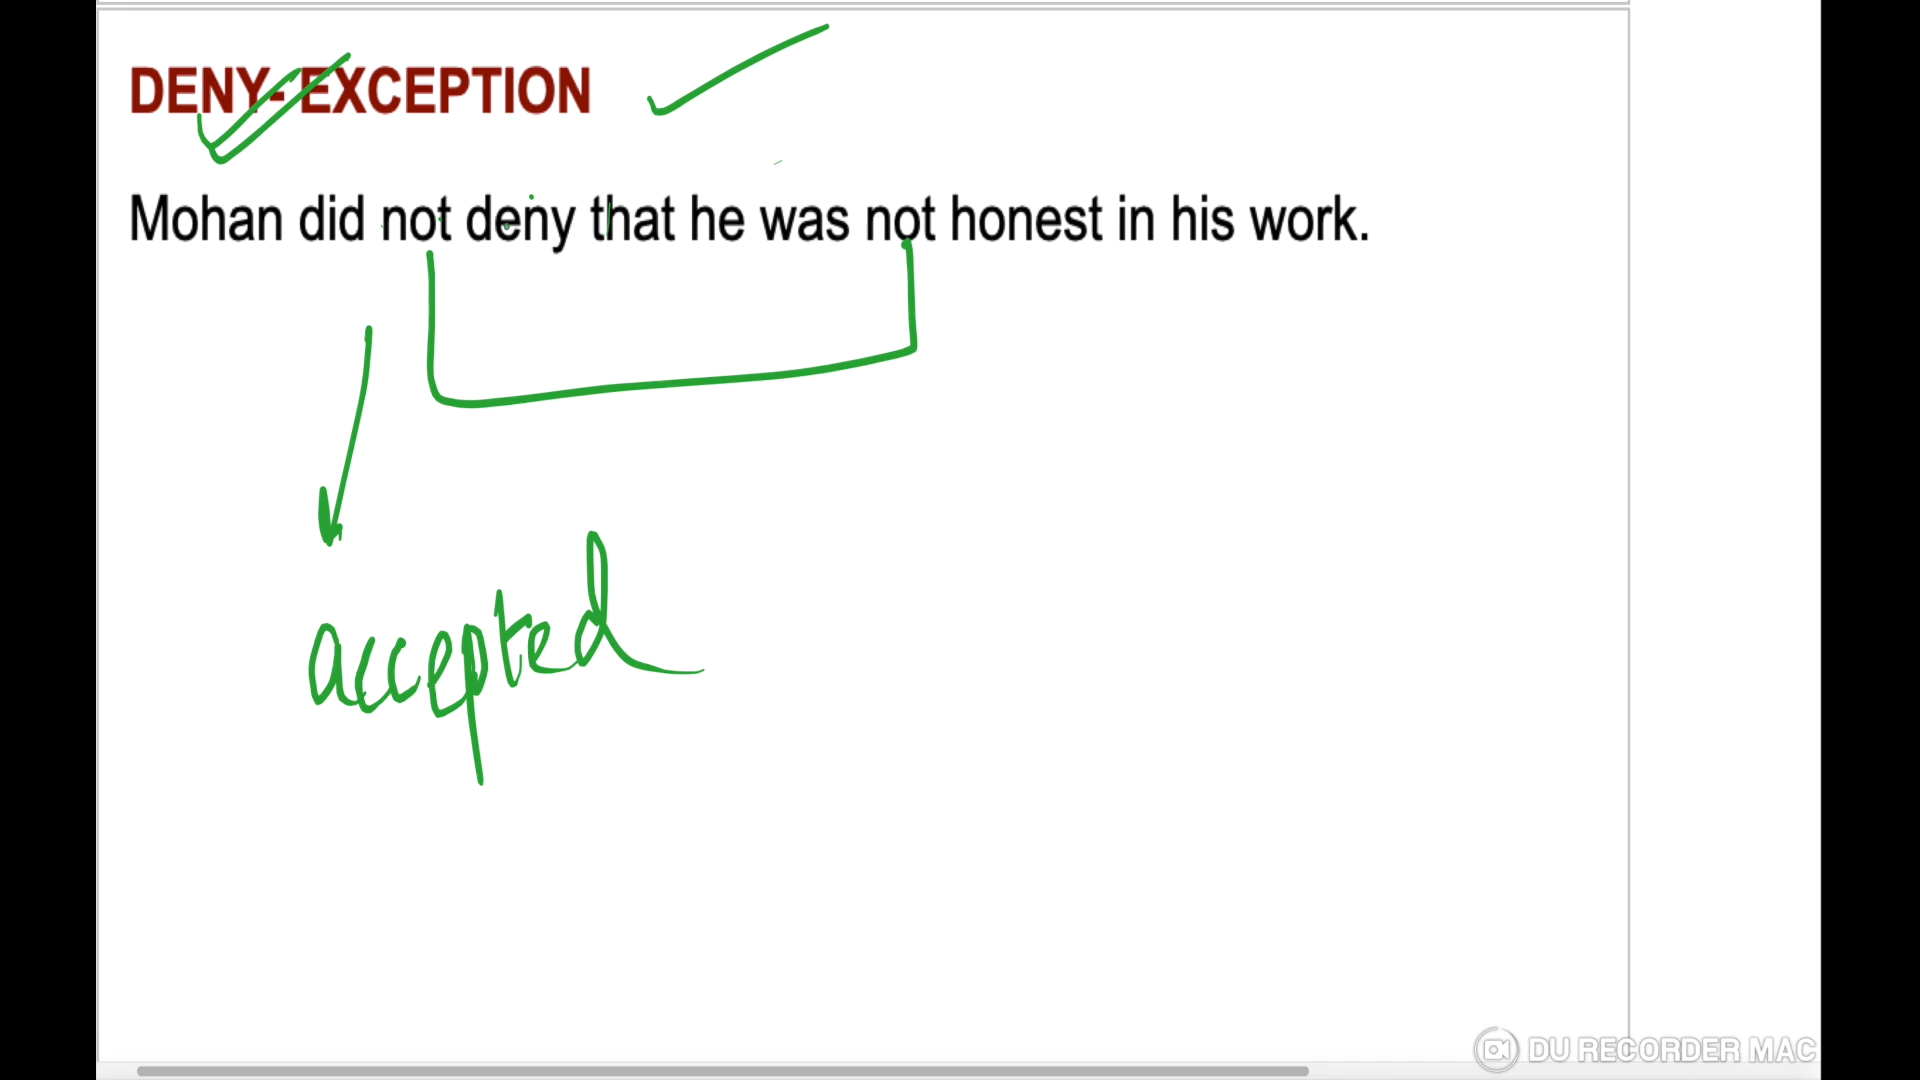 DENY- EXCEPTION
Mohan did not deny that he was not honest in his work.
accepted
DU RECORDER MAC